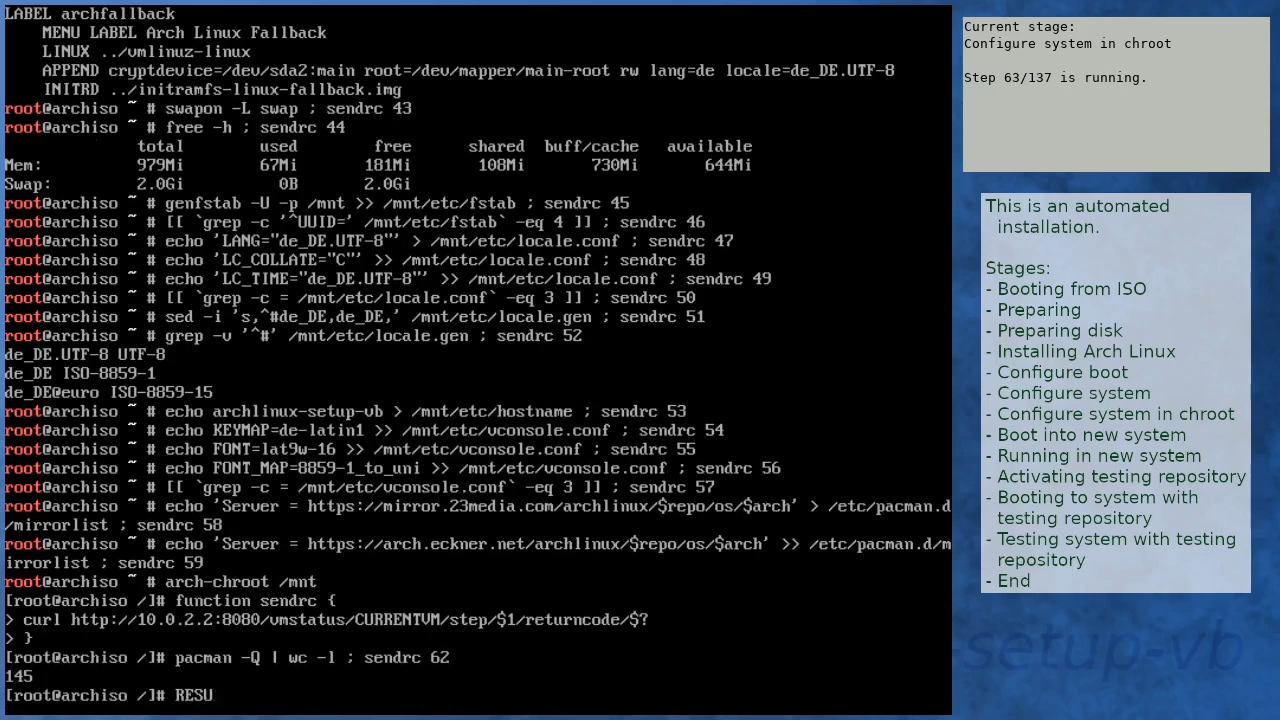 LABEL archfallback
    MENU LABEL Arch Linux Fallback
    LINUX ../vmlinuz-linux
    APPEND cryptdevice=/dev/sda2:main root=/dev/mapper/main-root rw lang=de locale=de_DE.UTF-8
    INITRD ../initramfs-linux-fallback.img
root@archiso ~ # swapon -L swap ; sendrc 43
root@archiso ~ # free -h ; sendrc 44
              total        used        free      shared  buff/cache   available
Mem:          979Mi        67Mi       181Mi       108Mi       730Mi       644Mi
Swap:         2.0Gi          0B       2.0Gi
root@archiso ~ # genfstab -U -p /mnt >> /mnt/etc/fstab ; sendrc 45
root@archiso ~ # [[ `grep -c '^UUID=' /mnt/etc/fstab` -eq 4 ]] ; sendrc 46
root@archiso ~ # echo 'LANG="de_DE.UTF-8"' > /mnt/etc/locale.conf ; sendrc 47
root@archiso ~ # echo 'LC_COLLATE="C"' >> /mnt/etc/locale.conf ; sendrc 48
root@archiso ~ # echo 'LC_TIME="de_DE.UTF-8"' >> /mnt/etc/locale.conf ; sendrc 49
root@archiso ~ # [[ `grep -c = /mnt/etc/locale.conf` -eq 3 ]] ; sendrc 50
root@archiso ~ # sed -i 's,^#de_DE,de_DE,' /mnt/etc/locale.gen ; sendrc 51
root@archiso ~ # grep -v '^#' /mnt/etc/locale.gen ; sendrc 52
de_DE.UTF-8 UTF-8
de_DE ISO-8859-1
de_DE@euro ISO-8859-15
root@archiso ~ # echo archlinux-setup-vb > /mnt/etc/hostname ; sendrc 53
root@archiso ~ # echo KEYMAP=de-latin1 >> /mnt/etc/vconsole.conf ; sendrc 54
root@archiso ~ # echo FONT=lat9w-16 >> /mnt/etc/vconsole.conf ; sendrc 55
root@archiso ~ # echo FONT_MAP=8859-1_to_uni >> /mnt/etc/vconsole.conf ; sendrc 56
root@archiso ~ # [[ `grep -c = /mnt/etc/vconsole.conf` -eq 3 ]] ; sendrc 57
root@archiso ~ # echo 'Server = https://mirror.23media.com/archlinux/$repo/os/$arch' > /etc/pacman.d
/mirrorlist ; sendrc 58
root@archiso ~ # echo 'Server = https://arch.eckner.net/archlinux/$repo/os/$arch' >> /etc/pacman.d/m
irrorlist ; sendrc 59
root@archiso ~ # arch-chroot /mnt
[root@archiso /]# function sendrc {
> curl http://10.0.2.2:8080/vmstatus/CURRENTVM/step/$1/returncode/$?
> }
[root@archiso /]# pacman -Q | wc -l ; sendrc 62
145
[root@archiso /]# RESU
Current stage:
Configure system in chroot

Step 63/137 is running.
This is an automated
installation.

Stages:
- Booting from ISO
- Preparing
- Preparing disk
- Installing Arch Linux
- Configure boot
- Configure system
- Configure system in chroot
- Boot into new system
- Running in new system
- Activating testing repository
- Booting to system with
testing repository
- Testing system with testing
repository
- End
setup-vb